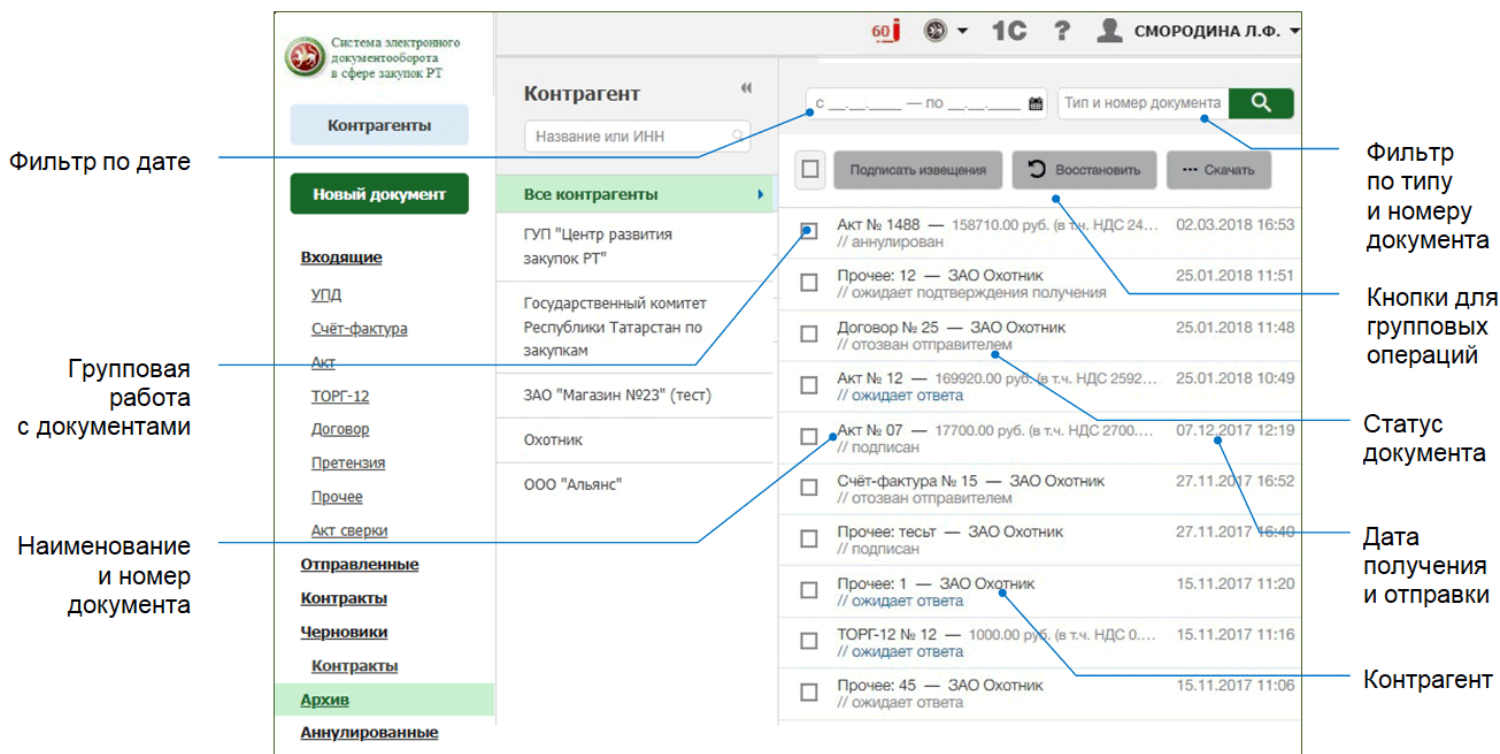 Система электронного
документооборота
в сфере закупок РТ
60
1С
?
СМОРОДИНА Л.Ф.
Контрагенты
Новый документ
Входящие
УПД
Счёт-фактура
Акт
ТОРГ-12
Договор
Претензия
Прочее
Акт сверки
Отправленные
Контракты
Черновики
Контракты
Архив
Аннулированные
Контрагент
Название или ИНН
Все контрагенты
ГУП "Центр развития
закупок РТ"
Государственный комитет
Республики Татарстан по
закупкам
ЗАО "Магазин №23" (тест)
Охотник
ООО "Альянс"
с __.__.____ — по __.__.____
Тип и номер документа
Подписать извещения
Восстановить
··· Скачать
Акт № 1488 — 158710.00 руб. (в т.ч. НДС 24... 02.03.2018 16:53
// аннулирован
Прочее: 12 — ЗАО Охотник 25.01.2018 11:51
// ожидает подтверждения получения
Договор № 25 — ЗАО Охотник 25.01.2018 11:48
// отозван отправителем
Акт № 12 — 169920.00 руб. (в т.ч. НДС 2592... 25.01.2018 10:49
// ожидает ответа
Акт № 07 — 17700.00 руб. (в т.ч. НДС 2700.... 07.12.2017 12:19
// подписан
Счёт-фактура № 15 — ЗАО Охотник 27.11.2017 16:52
// отозван отправителем
Прочее: тесьт — ЗАО Охотник 27.11.2017 16:40
// подписан
Прочее: 1 — ЗАО Охотник 15.11.2017 11:20
// ожидает ответа
ТОРГ-12 № 12 — 1000.00 руб. (в т.ч. НДС 0.... 15.11.2017 11:16
// ожидает ответа
Прочее: 45 — ЗАО Охотник 15.11.2017 11:06
// ожидает ответа
Фильтр по дате
Групповая
работа
с документами
Наименование
и номер
документа
Фильтр
по типу
и номеру
документа
Кнопки для
групповых
операций
Статус
документа
Дата
получения
и отправки
Контрагент